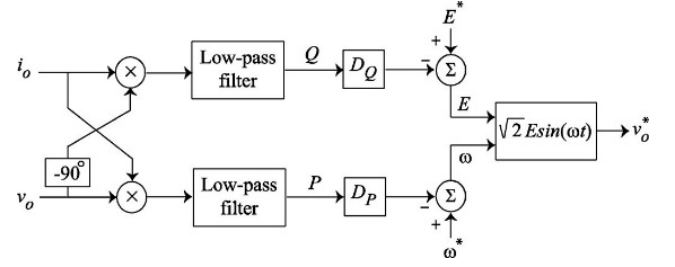 E*
+
i_o
×
Low-pass
filter
Q
D_Q
-
Σ
E
√2 Esin(ωt)
v_o*
-90°
ω
v_o
×
Low-pass
filter
P
D_P
-
Σ
+
ω*